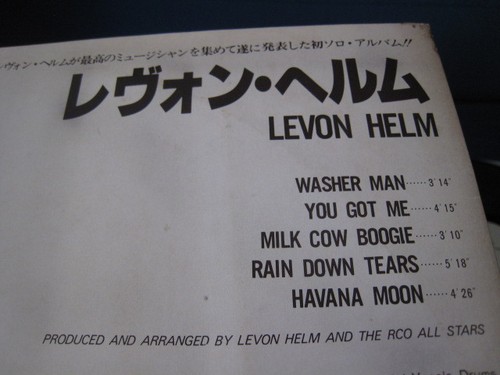 ヴォン・ヘルムが最高のミュージシャンを集めて遂に発表した初ソロ・アルバム!!
レヴォン・ヘルム
LEVON HELM
WASHER MAN……3'14"
YOU GOT ME……4'15"
MILK COW BOOGIE……3'10"
RAIN DOWN TEARS……5'18"
HAVANA MOON……4'26"
PRODUCED AND ARRANGED BY LEVON HELM AND THE RCO ALL STARS
Drums